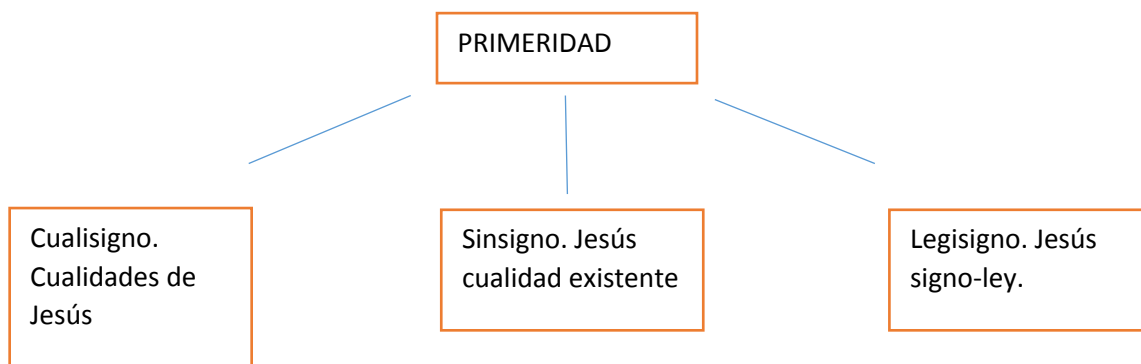 PRIMERIDAD
Cualisigno.
Cualidades de
Jesús
Sinsigno. Jesús
cualidad existente
Legisigno. Jesús
signo-ley.